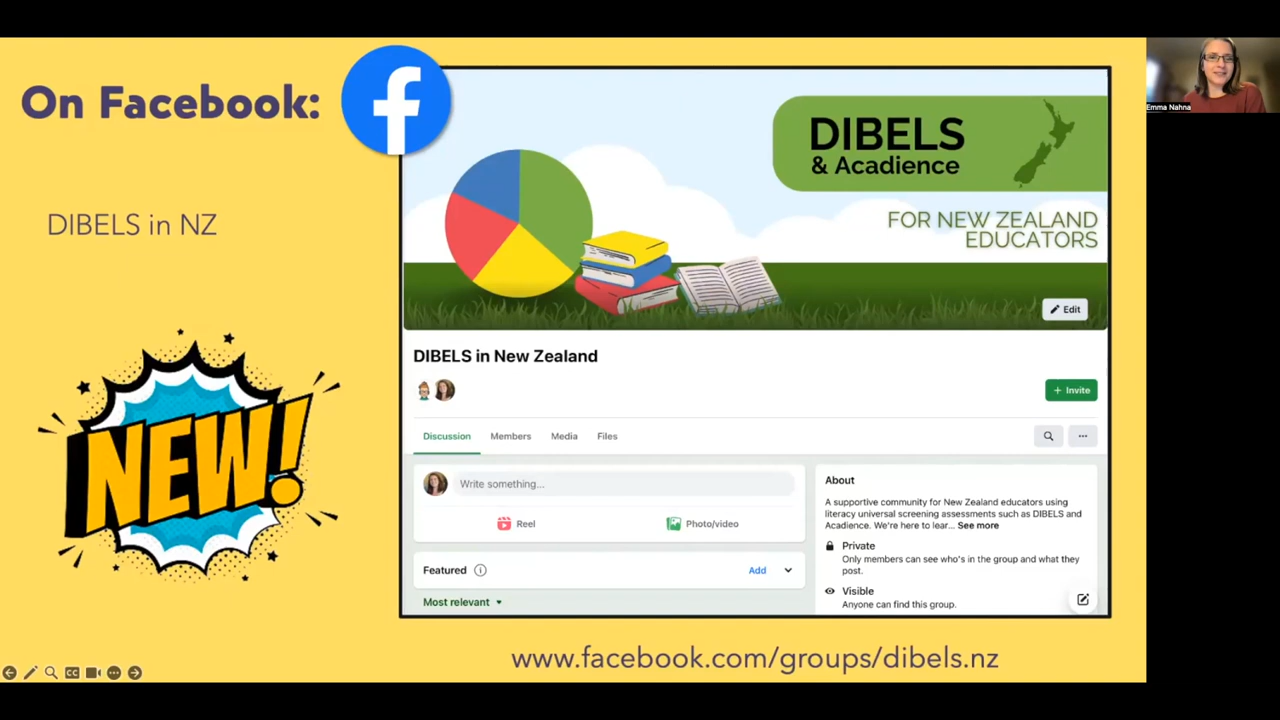 On Facebook:
f
DIBELS in NZ
NEW!
DIBELS
& Acadience
FOR NEW ZEALAND
EDUCATORS
Edit
DIBELS in New Zealand
+ Invite
Discussion Members Media Files
Write something...
Reel Photo/video
Featured
Add
Most relevant
About
A supportive community for New Zealand educators using
literacy universal screening assessments such as DIBELS and
Acadience. We're here to lear... See more
Private
Only members can see who's in the group and what they
post.
Visible
Anyone can find this group.
www.facebook.com/groups/dibels.nz
CC
Emma Nahna